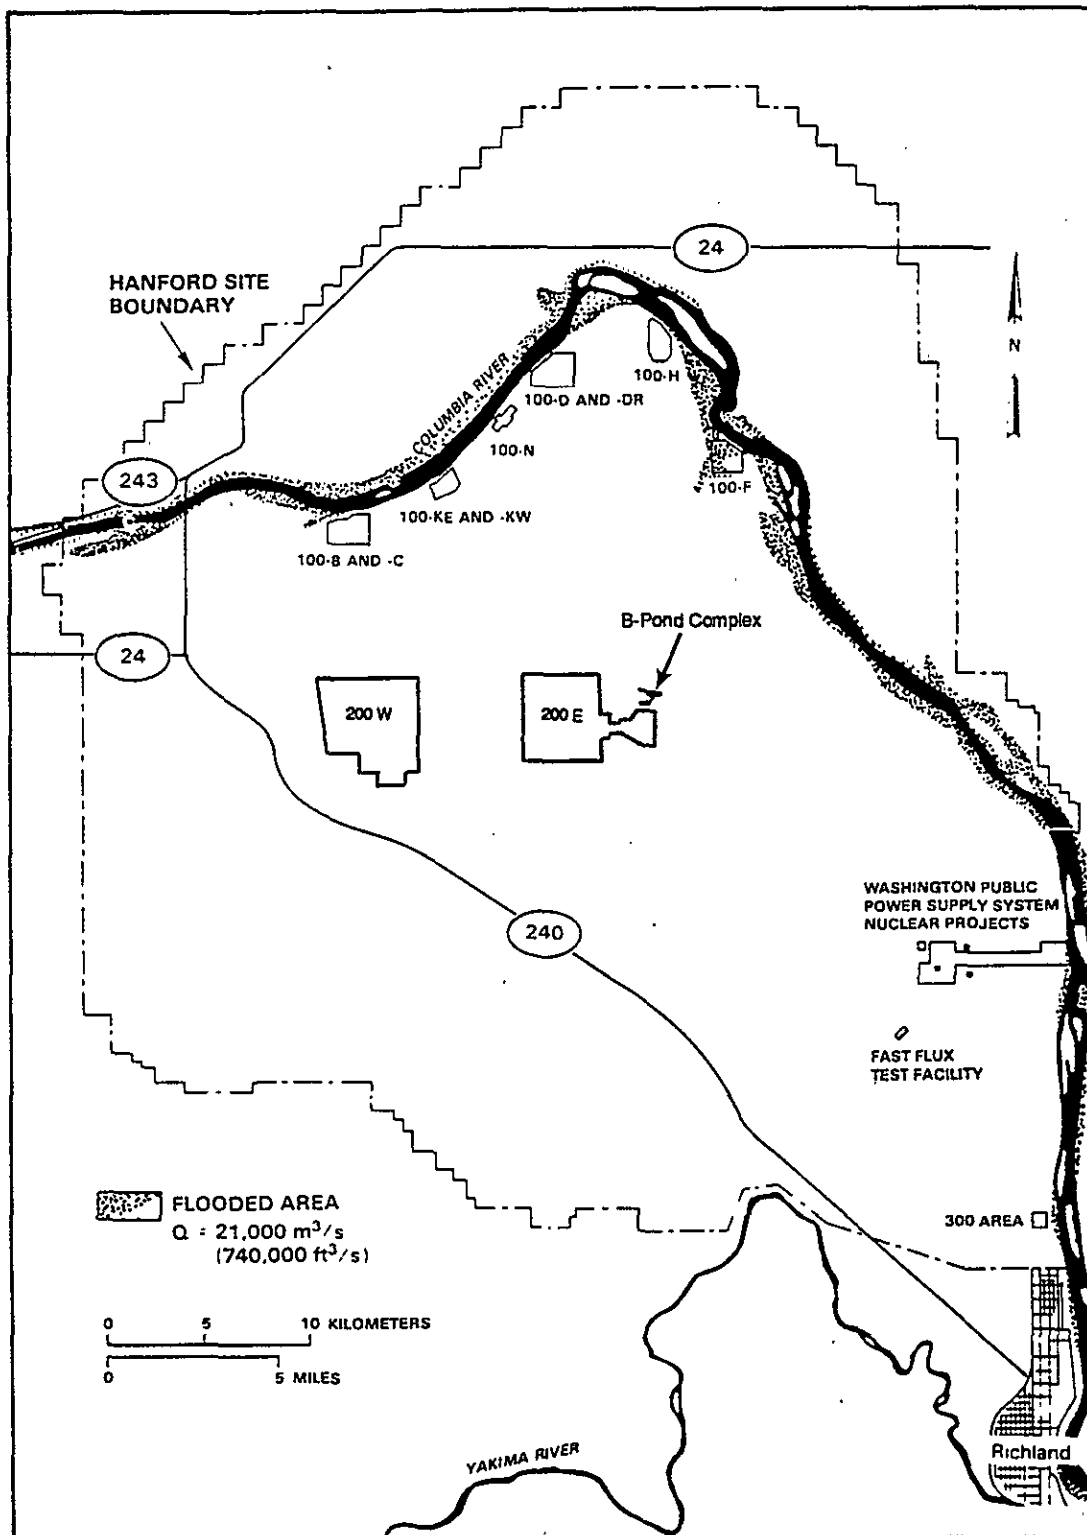 24
HANFORD SITE
BOUNDARY
N
COLUMBIA RIVER
100-H
100-D AND -DR
100-N
243
100-F
100-KE AND -KW
100-B AND -C
B-Pond Complex
24
200 W
200 E
WASHINGTON PUBLIC
POWER SUPPLY SYSTEM
NUCLEAR PROJECTS
240
FAST FLUX
TEST FACILITY
FLOODED AREA
Q = 21,000 m³/s
(740,000 ft³/s)
300 AREA
0 5 10 KILOMETERS
0 5 MILES
Richland
YAKIMA RIVER